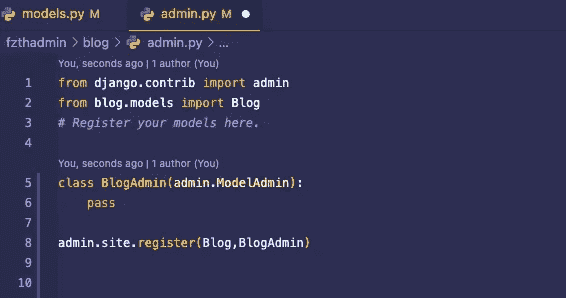 models.py M
admin.py M
fzthadmin > blog > admin.py > ...
You, seconds ago | 1 author (You)
1 from django.contrib import admin
2 from blog.models import Blog
3 # Register your models here.
4
You, seconds ago | 1 author (You)
5 class BlogAdmin(admin.ModelAdmin):
6     pass
7
8 admin.site.register(Blog,BlogAdmin)
9
10